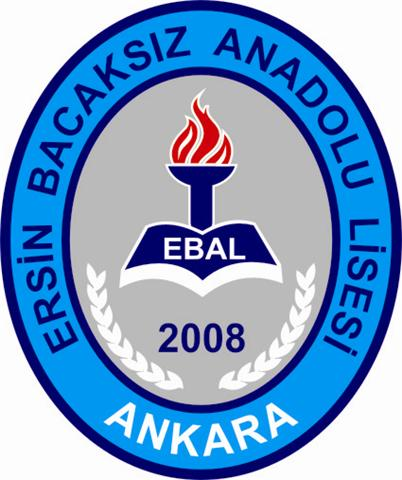 ERSİN BACAKSIZ ANADOLU LİSESİ
EBAL
2008
ANKARA